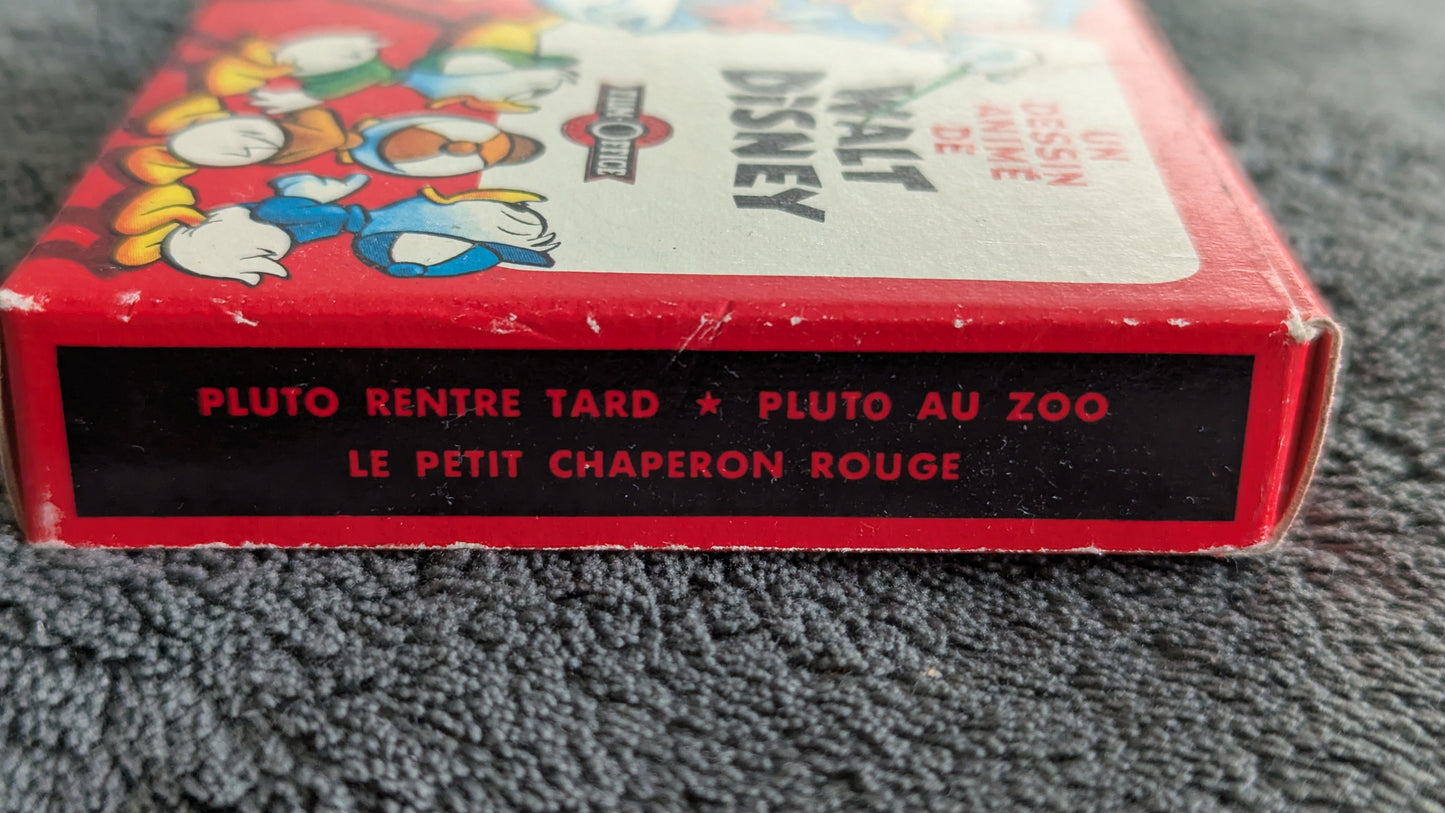 UN
DESSIN
ANIMÉ
DE
WALT
DISNEY
FILM OFFICE
PLUTO RENTRE TARD ★ PLUTO AU ZOO
LE PETIT CHAPERON ROUGE